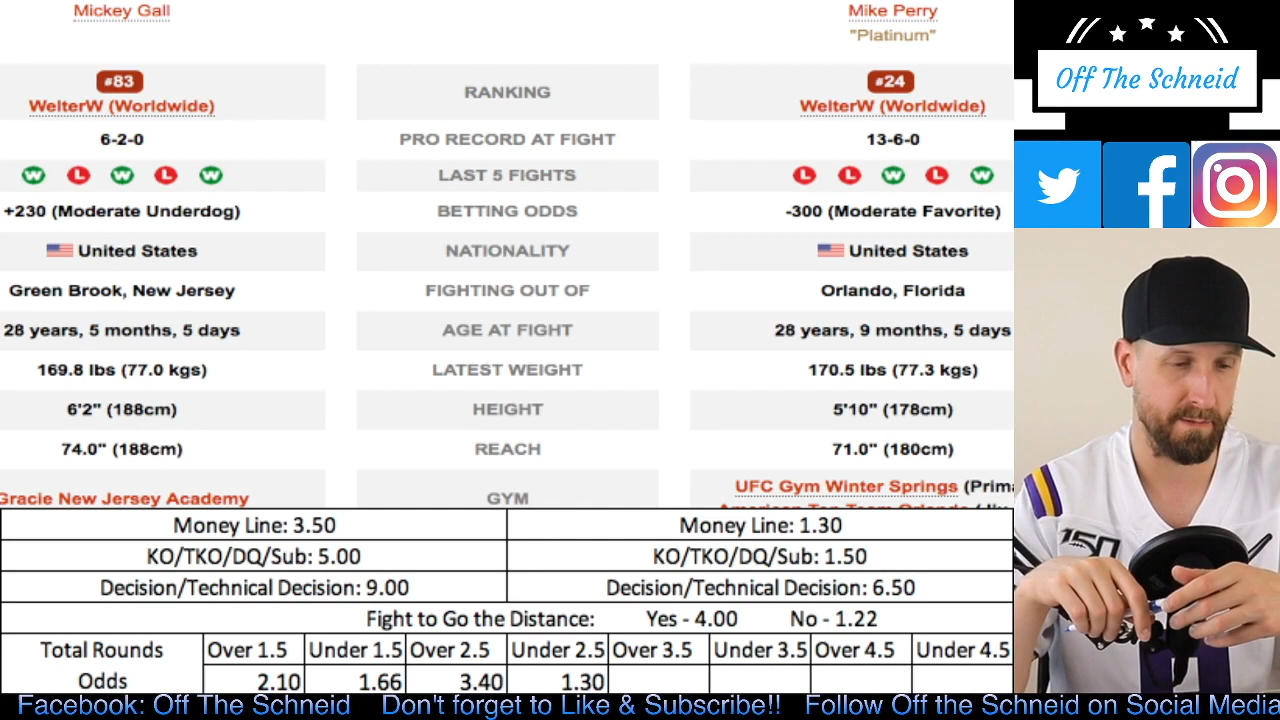 Mickey Gall
Mike Perry
"Platinum"
#83
WelterW (Worldwide)
RANKING
#24
WelterW (Worldwide)
6-2-0
PRO RECORD AT FIGHT
13-6-0
W L W L W
LAST 5 FIGHTS
L L W L W
+230 (Moderate Underdog)
BETTING ODDS
-300 (Moderate Favorite)
United States
NATIONALITY
United States
Green Brook, New Jersey
FIGHTING OUT OF
Orlando, Florida
28 years, 5 months, 5 days
AGE AT FIGHT
28 years, 9 months, 5 days
169.8 lbs (77.0 kgs)
LATEST WEIGHT
170.5 lbs (77.3 kgs)
6'2" (188cm)
HEIGHT
5'10" (178cm)
74.0" (188cm)
REACH
71.0" (180cm)
Gracie New Jersey Academy
GYM
UFC Gym Winter Springs (Prim
Money Line: 3.50
Money Line: 1.30
KO/TKO/DQ/Sub: 5.00
KO/TKO/DQ/Sub: 1.50
Decision/Technical Decision: 9.00
Decision/Technical Decision: 6.50
Fight to Go the Distance: Yes - 4.00 No - 1.22
Total Rounds Over 1.5 Under 1.5 Over 2.5 Under 2.5 Over 3.5 Under 3.5 Over 4.5 Under 4.5
Odds 2.10 1.66 3.40 1.30
Off The Schneid
150
Facebook: Off The Schneid Don't forget to Like & Subscribe!! Follow Off the Schneid on Social Media